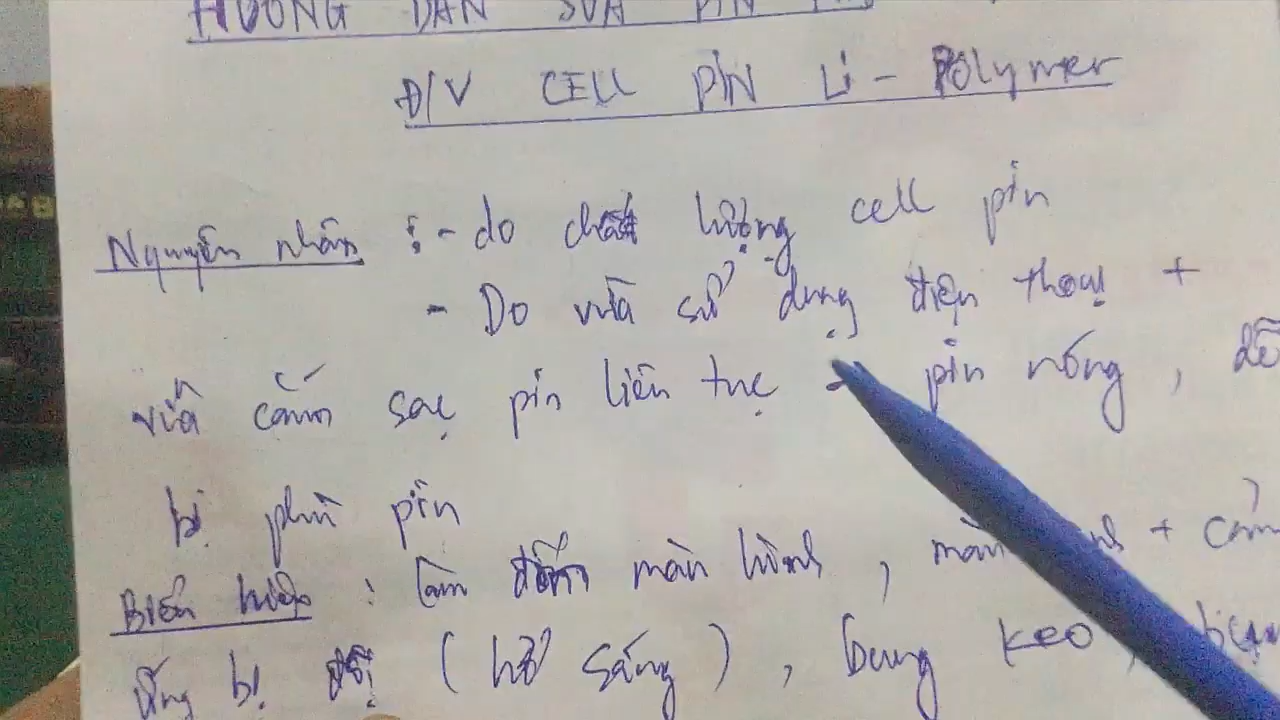 HƯỚNG DẪN SỬA PIN
Đ/V CELL PIN Li - Polymer
Nguyên nhân : - do chất lượng cell pin
- Do vừa sử dụng điện thoại +
vừa cắm sạc pin liên tục → pin nóng, dễ
bị phù pin
Biểu hiện : làm màn hình, + cảm
ứng bị (hở sáng), bung keo,